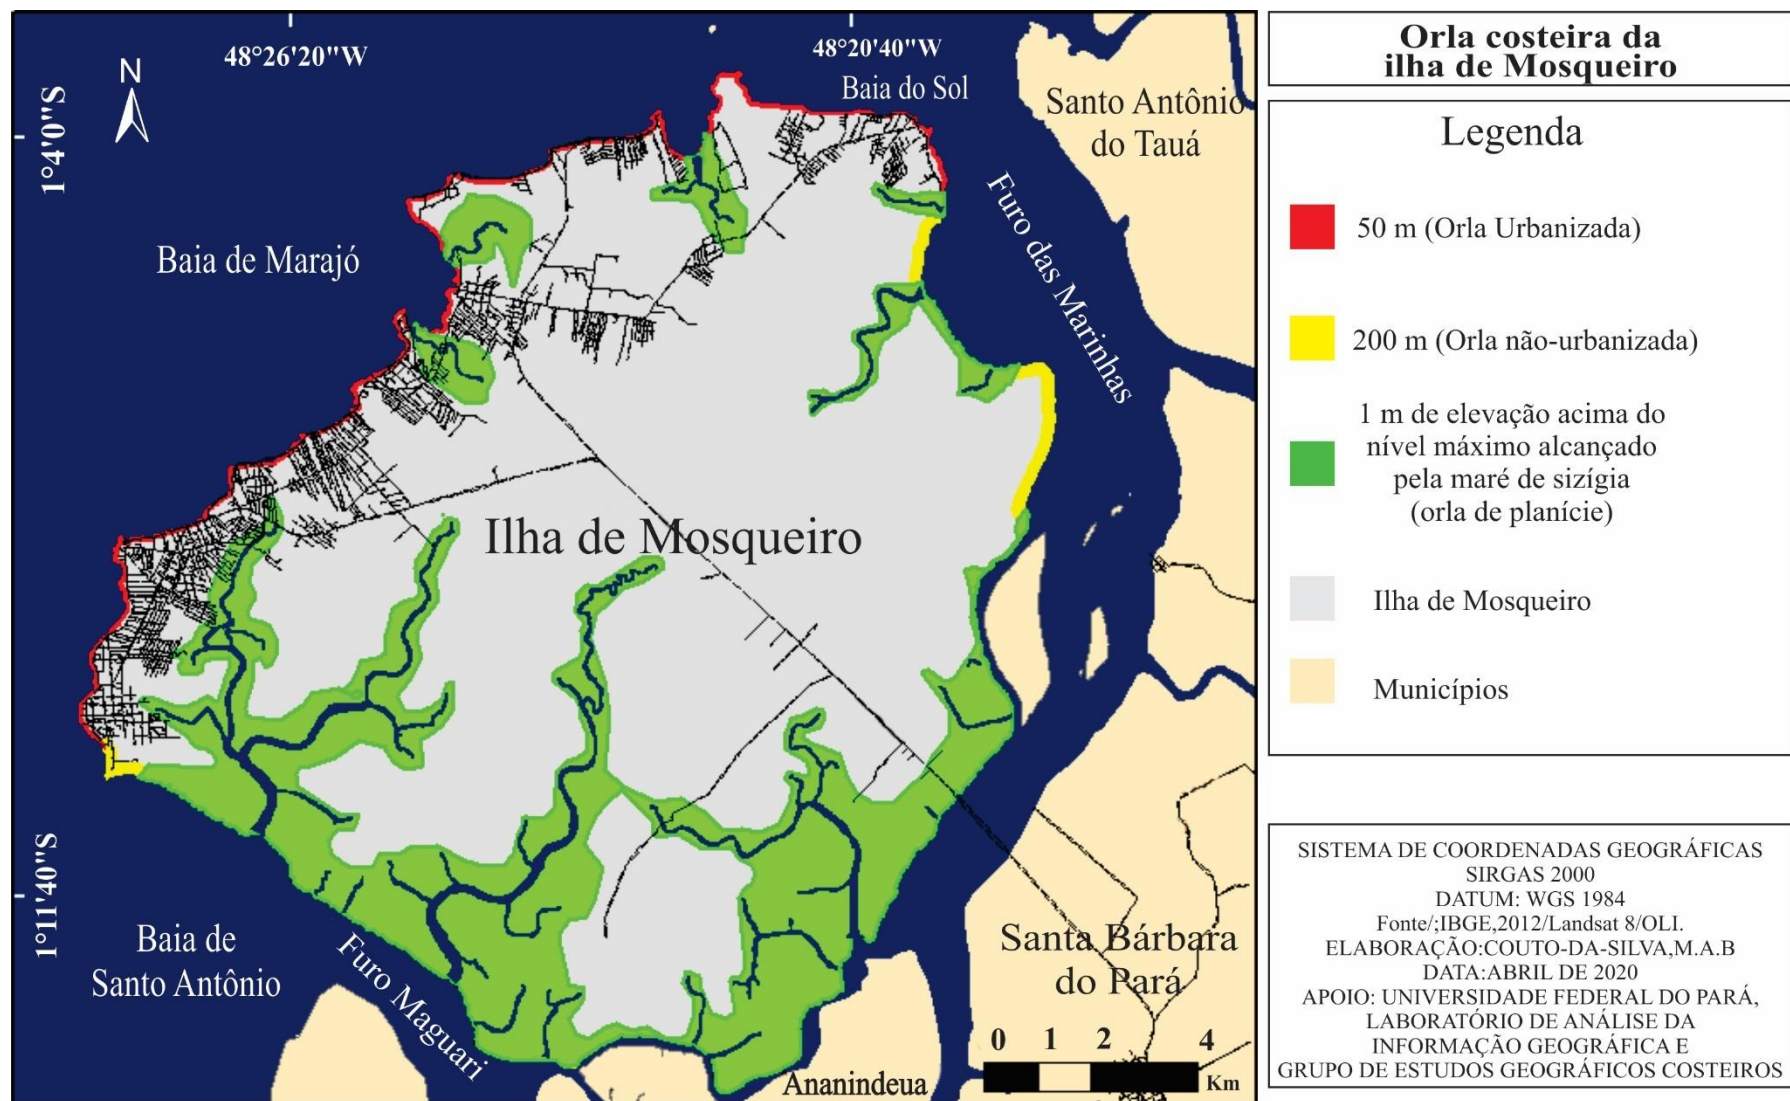 Orla costeira da
ilha de Mosqueiro
48°26'20"W
48°20'40"W
N
1°4'0"S
1°11'40"S
Baia do Sol
Santo Antônio
do Tauá
Furo das Marinhas
Baia de Marajó
Ilha de Mosqueiro
Baia de
Santo Antônio
Furo Maguari
Santa Bárbara
do Pará
Ananindeua
0 1 2 4
Km
Legenda
50 m (Orla Urbanizada)
200 m (Orla não-urbanizada)
1 m de elevação acima do
nível máximo alcançado
pela maré de sizígia
(orla de planície)
Ilha de Mosqueiro
Municípios
SISTEMA DE COORDENADAS GEOGRÁFICAS
SIRGAS 2000
DATUM: WGS 1984
Fonte/;IBGE,2012/Landsat 8/OLI.
ELABORAÇÃO:COUTO-DA-SILVA,M.A.B
DATA:ABRIL DE 2020
APOIO: UNIVERSIDADE FEDERAL DO PARÁ,
LABORATÓRIO DE ANÁLISE DA
INFORMAÇÃO GEOGRÁFICA E
GRUPO DE ESTUDOS GEOGRÁFICOS COSTEIROS